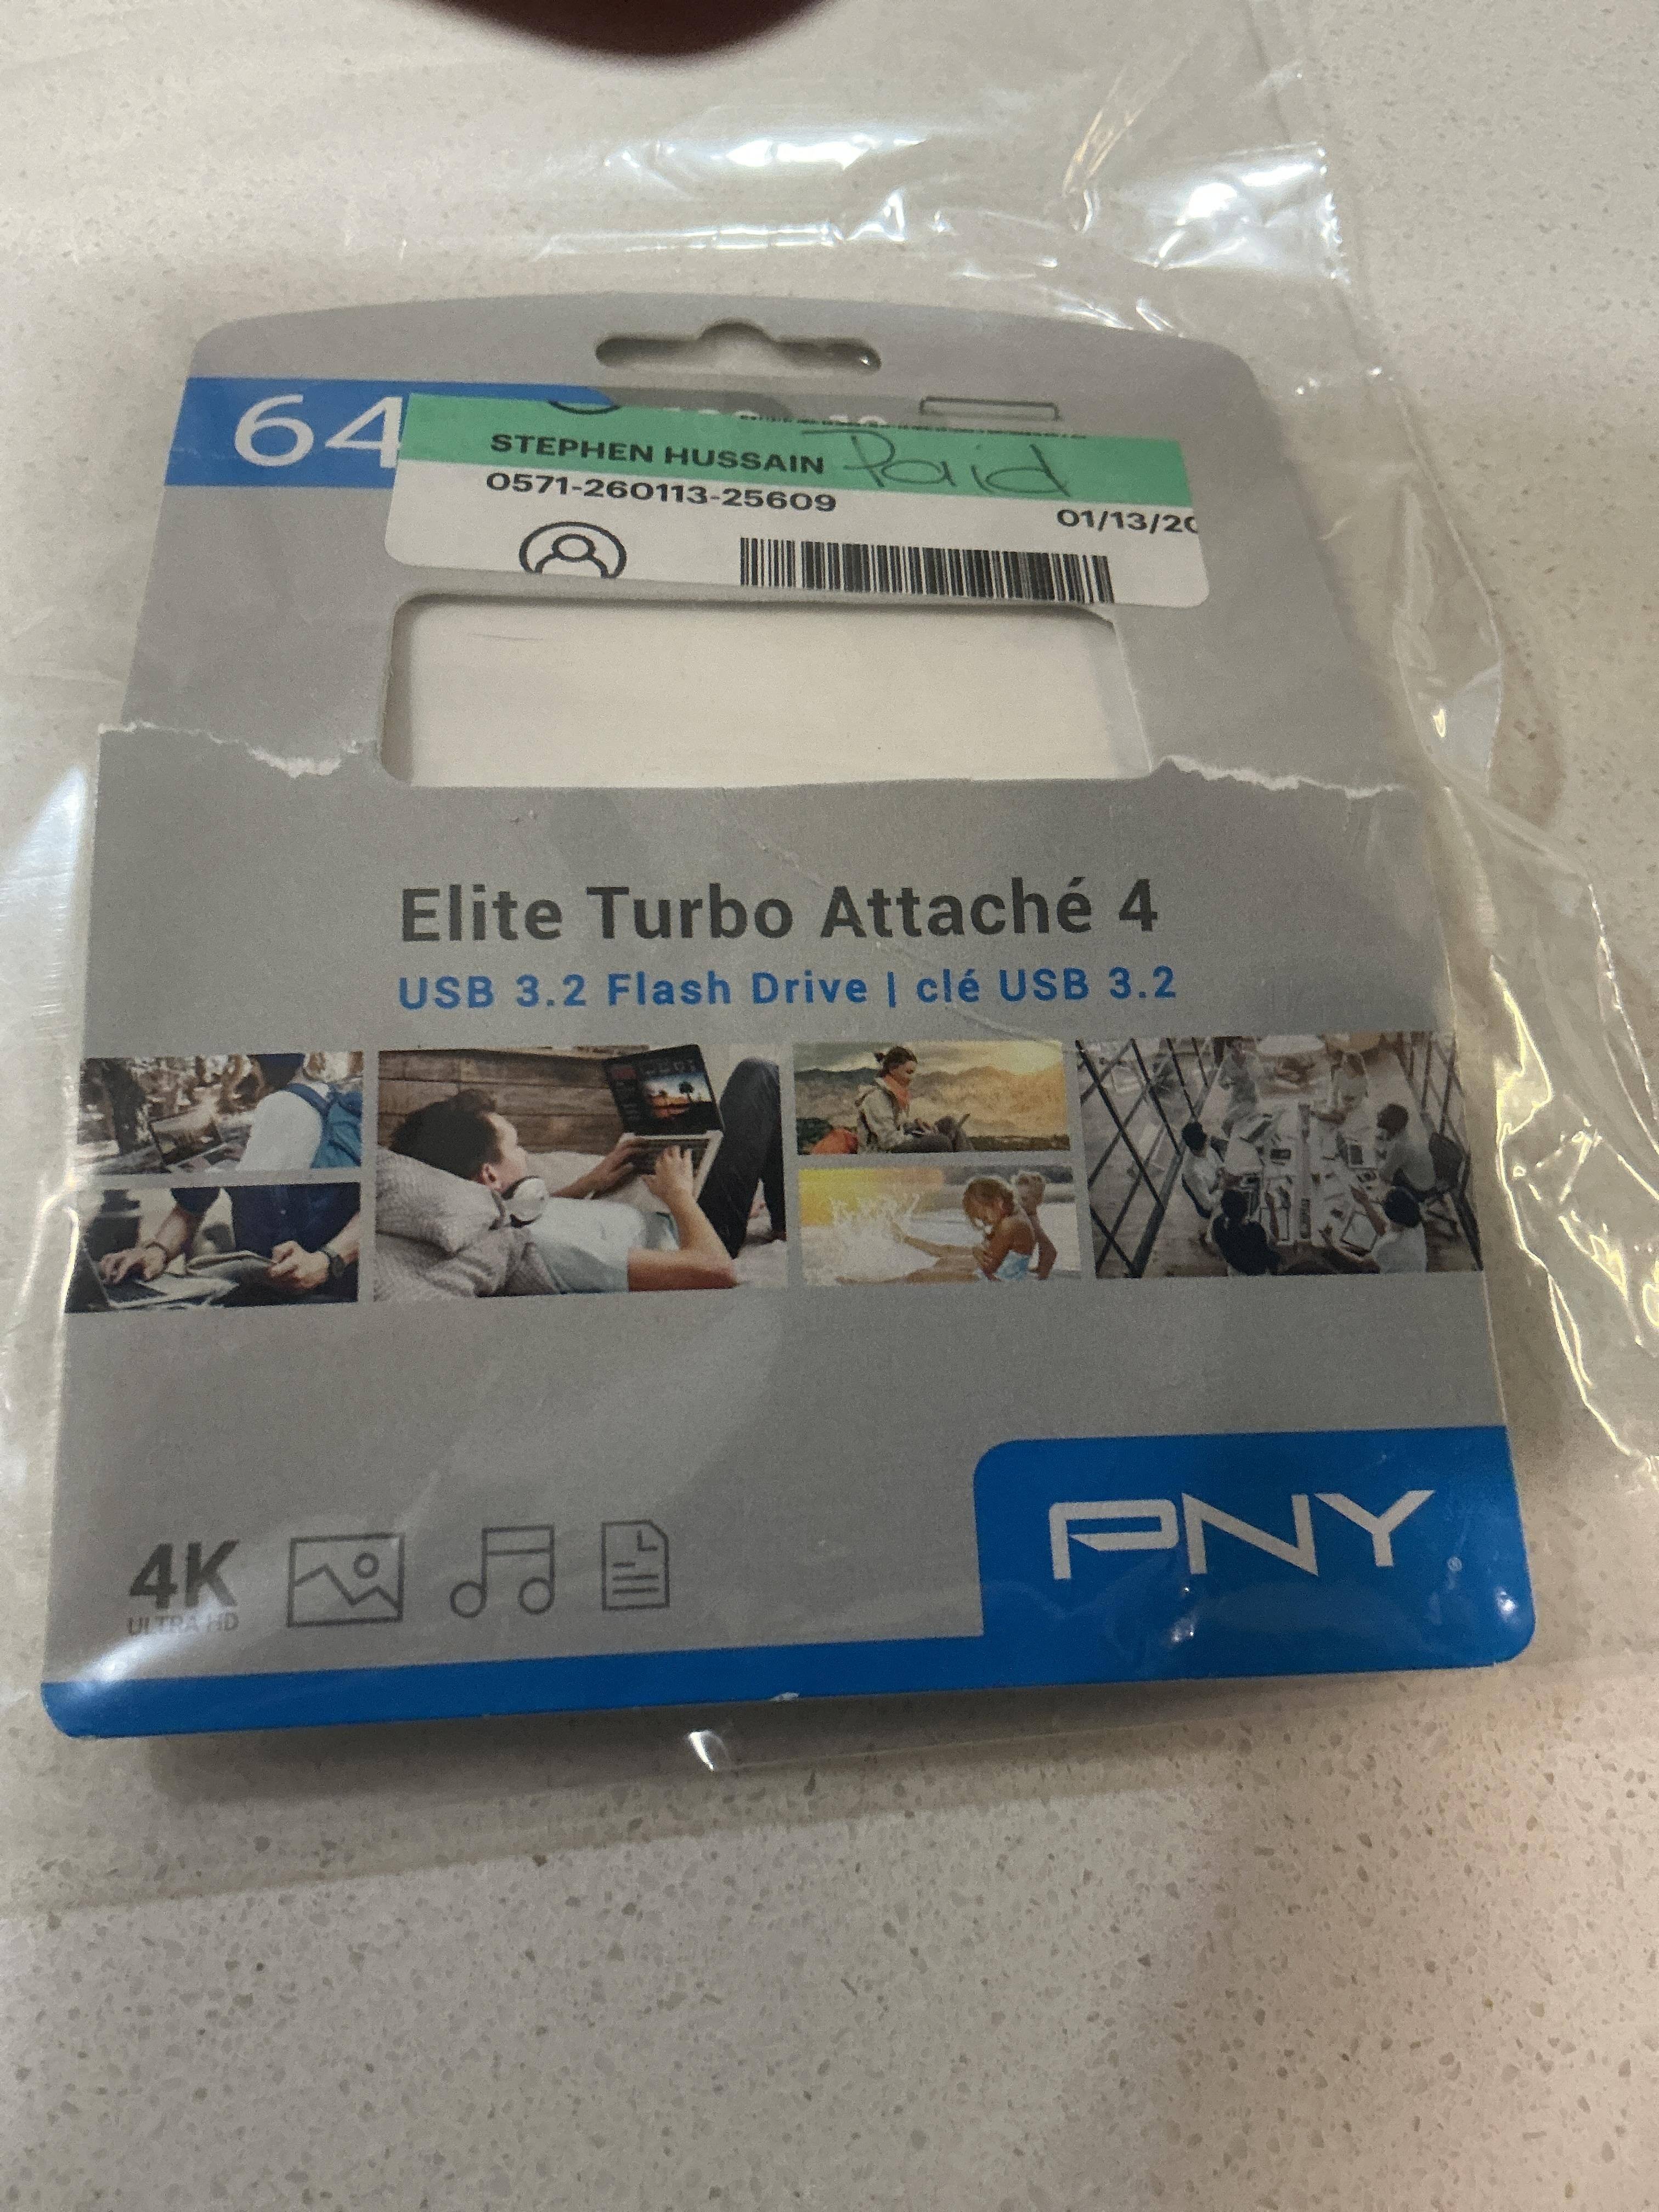 64
STEPHEN HUSSAIN Paid
0571-260113-25609
01/13/20
Elite Turbo Attaché 4
USB 3.2 Flash Drive | clé USB 3.2
4K
ULTRA HD
PNY